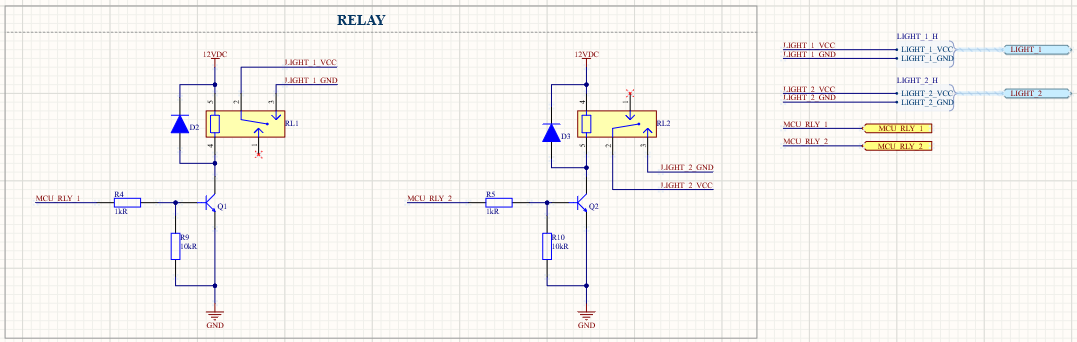 RELAY
12VDC
LIGHT_1_VCC
LIGHT_1_GND
5
2
3
D2
RL1
4
1
MCU_RLY_1
R4
1kR
Q1
R9
10kR
GND
12VDC
4
1
D3
RL2
5
2
3
LIGHT_2_GND
LIGHT_2_VCC
MCU_RLY_2
R5
1kR
Q2
R10
10kR
GND
LIGHT_1_H
LIGHT_1_VCC
LIGHT_1_GND
LIGHT_1_VCC
LIGHT_1_GND
LIGHT_1
LIGHT_2_H
LIGHT_2_VCC
LIGHT_2_GND
LIGHT_2_VCC
LIGHT_2_GND
LIGHT_2
MCU_RLY_1
MCU_RLY_1
MCU_RLY_2
MCU_RLY_2